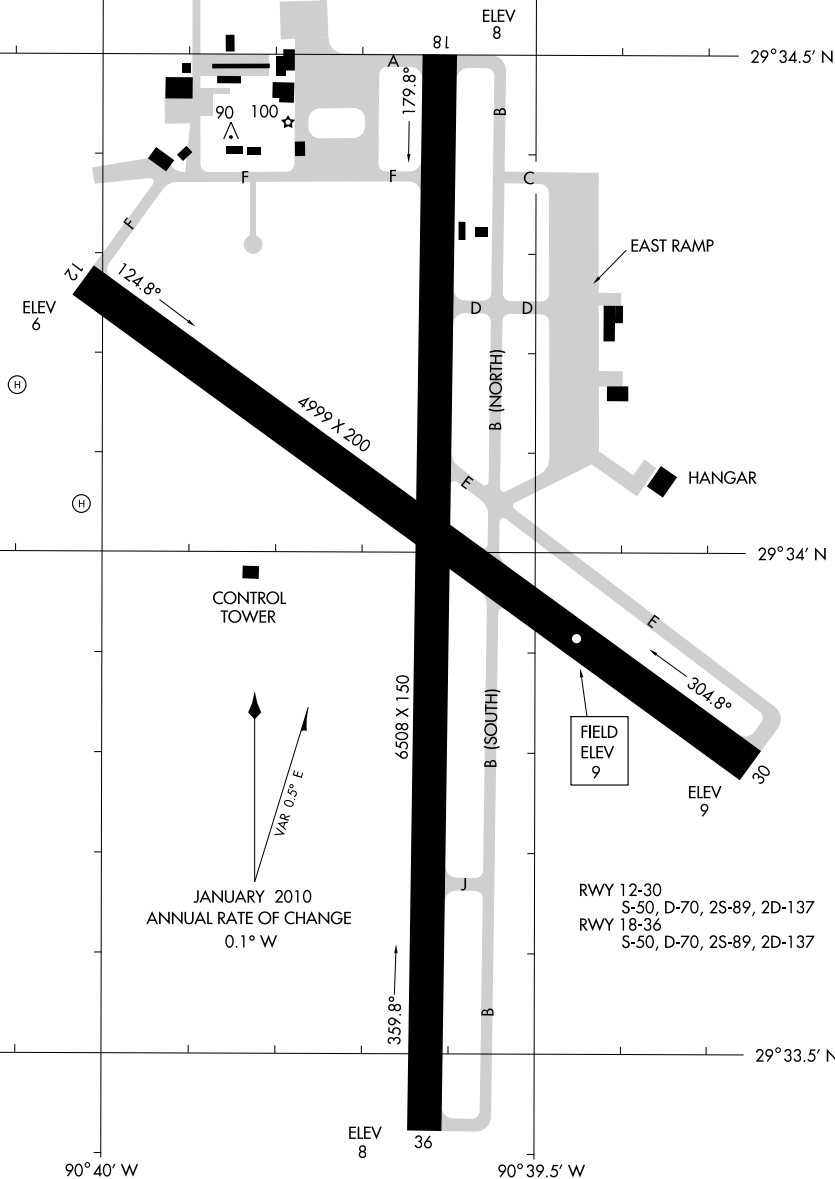 ELEV
8
18
29°34.5' N
A
179.8°
B
90 100
F
F
C
F
EAST RAMP
12
124.8°
ELEV
6
D
D
H
B (NORTH)
4999 X 200
E
HANGAR
H
29°34' N
CONTROL
TOWER
E
304.8°
6508 X 150
B (SOUTH)
FIELD
ELEV
9
30
ELEV
9
VAR 0.5° E
J
JANUARY 2010
ANNUAL RATE OF CHANGE
0.1° W
RWY 12-30
S-50, D-70, 2S-89, 2D-137
RWY 18-36
S-50, D-70, 2S-89, 2D-137
359.8°
B
29°33.5' N
ELEV
8
36
90°40' W
90°39.5' W